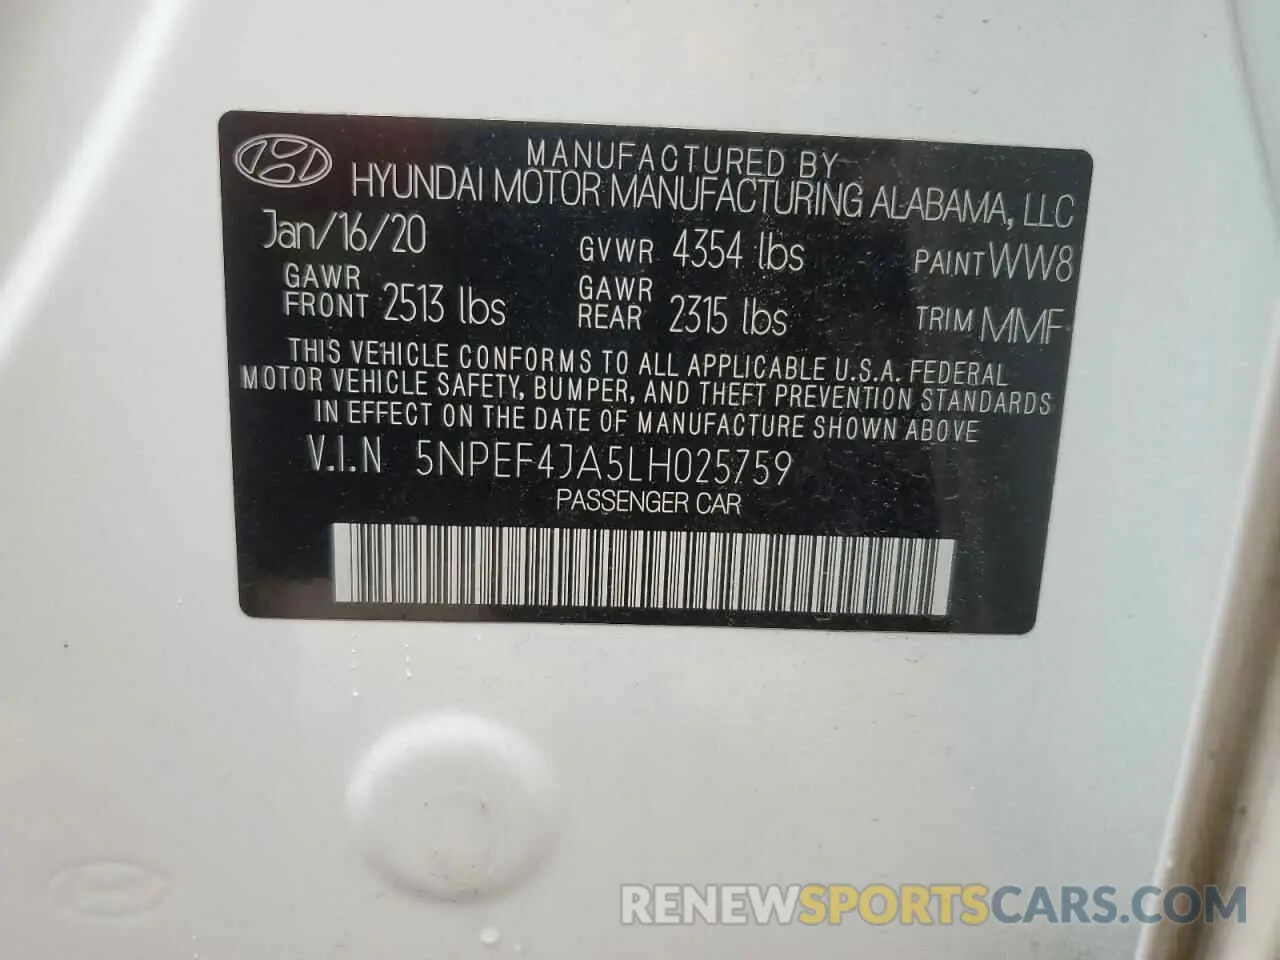 MANUFACTURED BY
HYUNDAI MOTOR MANUFACTURING ALABAMA, LLC
Jan/16/20 GVWR 4354 lbs PAINT WW8
GAWR FRONT 2513 lbs GAWR REAR 2315 lbs TRIM MMF
THIS VEHICLE CONFORMS TO ALL APPLICABLE U.S.A. FEDERAL
MOTOR VEHICLE SAFETY, BUMPER, AND THEFT PREVENTION STANDARDS
IN EFFECT ON THE DATE OF MANUFACTURE SHOWN ABOVE
V.I.N 5NPEF4JA5LH025759
PASSENGER CAR
RENEWSPORTSCARS.COM